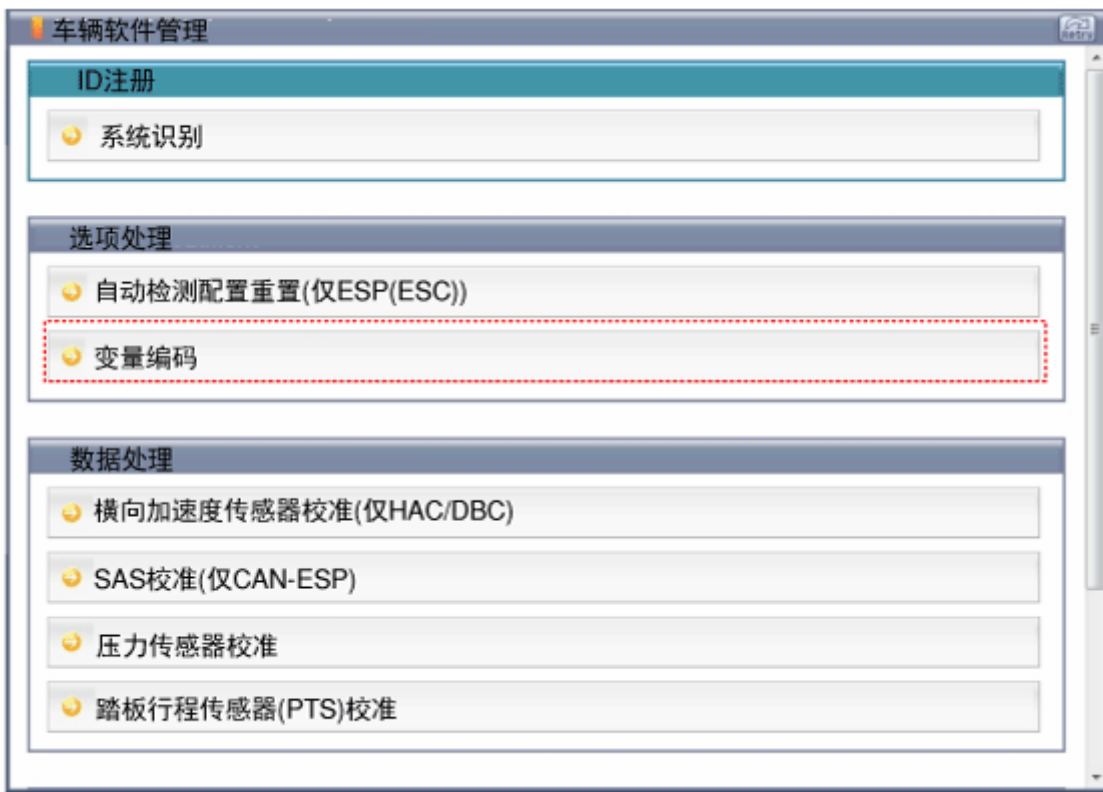 车辆软件管理
Retry
ID注册
系统识别
选项处理
自动检测配置重置(仅ESP(ESC))
变量编码
数据处理
横向加速度传感器校准(仅HAC/DBC)
SAS校准(仅CAN-ESP)
压力传感器校准
踏板行程传感器(PTS)校准